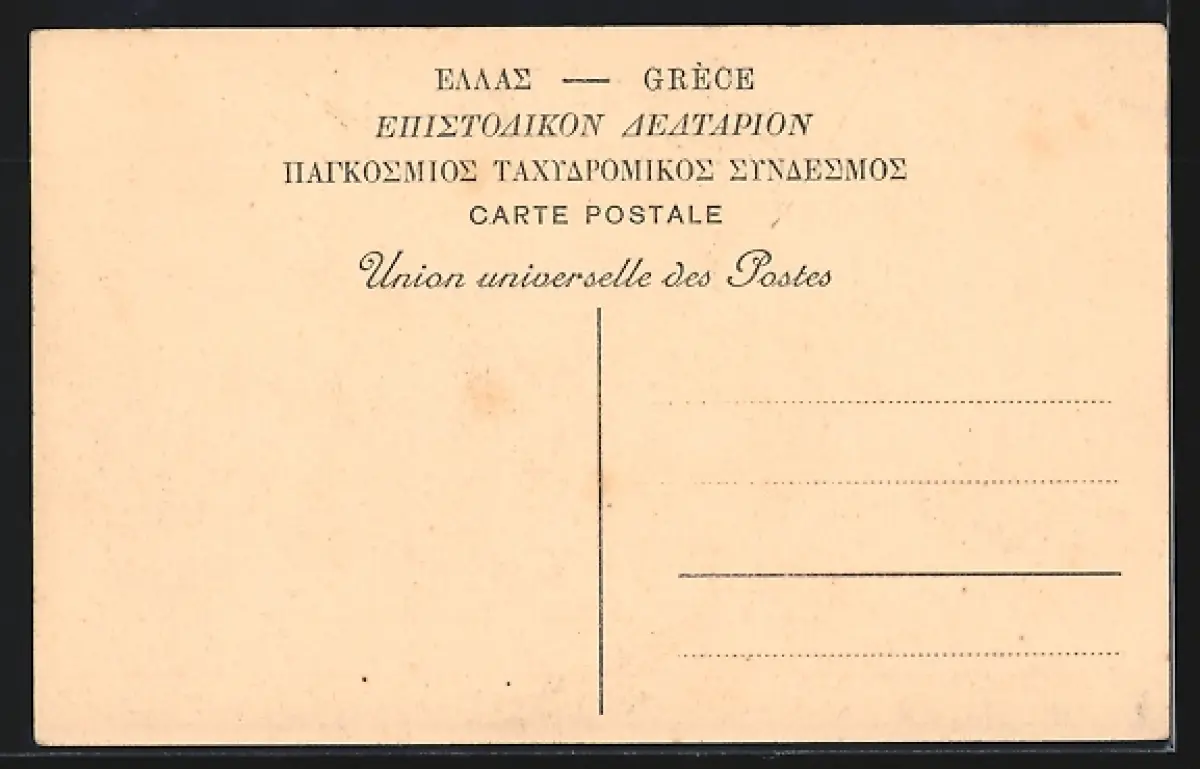 ΕΛΛΑΣ — GRÈCE
ΕΠΙΣΤΟΛΙΚΟΝ ΔΕΛΤΑΡΙΟΝ
ΠΑΓΚΟΣΜΙΟΣ ΤΑΧΥΔΡΟΜΙΚΟΣ ΣΥΝΔΕΣΜΟΣ
CARTE POSTALE
Union universelle des Postes